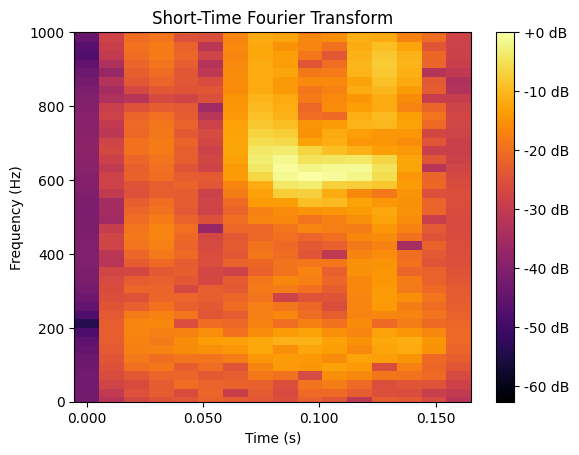 Short-Time Fourier Transform
Frequency (Hz)
1000
800
600
400
200
0
0.000
0.050
0.100
0.150
Time (s)
+0 dB
-10 dB
-20 dB
-30 dB
-40 dB
-50 dB
-60 dB